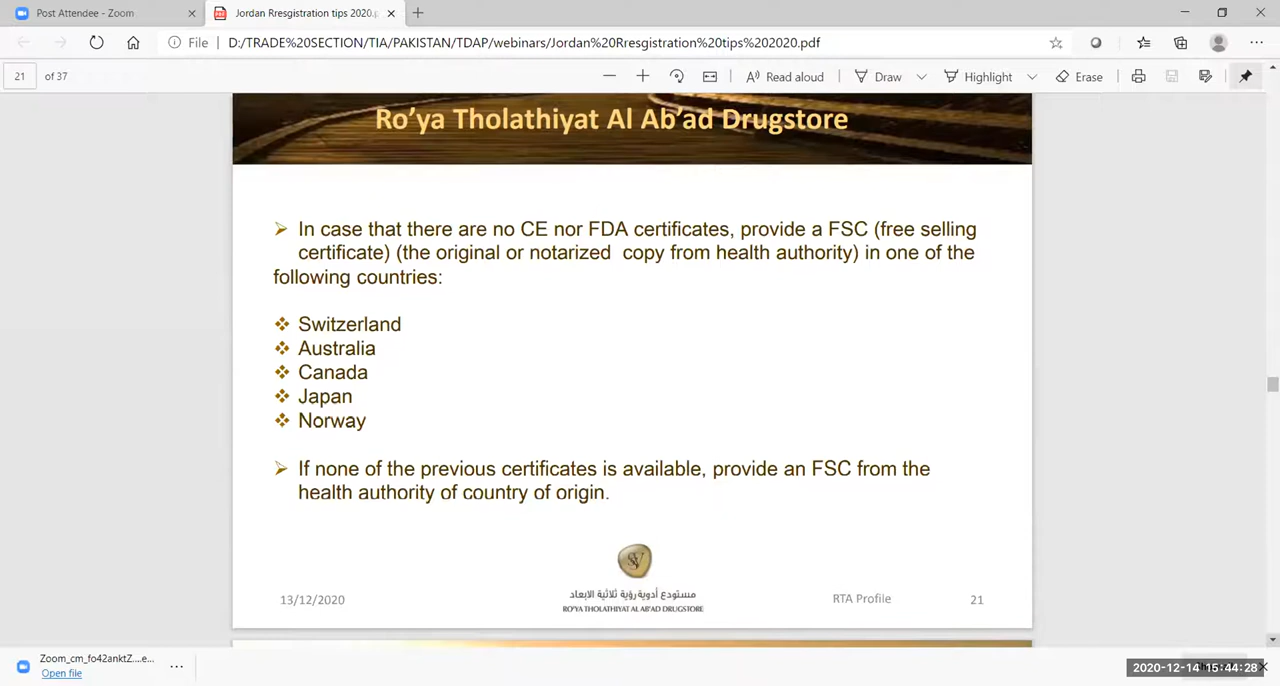 Post Attendee - Zoom
Jordan Rresgistration tips 2020.p
File
D:/TRADE%20SECTION/TIA/PAKISTAN/TDAP/webinars/Jordan%20Rresgistration%20tips%202020.pdf
21 of 37
Read aloud
Draw
Highlight
Erase
Ro’ya Tholathiyat Al Ab’ad Drugstore
In case that there are no CE nor FDA certificates, provide a FSC (free selling
certificate) (the original or notarized copy from health authority) in one of the
following countries:
Switzerland
Australia
Canada
Japan
Norway
If none of the previous certificates is available, provide an FSC from the
health authority of country of origin.
مستودع أدوية رؤية ثلاثية الابعاد
RO'YA THOLATHIYAT AL AB'AD DRUGSTORE
13/12/2020
RTA Profile
21
Zoom_cm_fo42anktZ....e...
Open file
2020-12-14 15:44:28